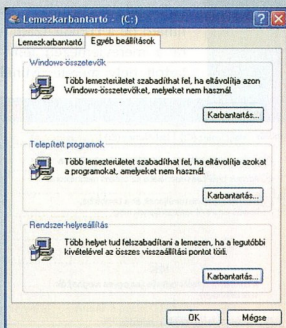 Lemezkarbantartó - (C:)
Lemezkarbantartó Egyéb beállítások
Windows-összetevők
Több lemezterületet szabadíthat fel, ha eltávolítja azon
Windows-összetevőket, melyeket nem használ.
Karbantartás...
Telepített programok
Több lemezterületet szabadíthat fel, ha eltávolítja azokat
a programokat, amelyeket nem használ.
Karbantartás...
Rendszer-helyreállítás
Több helyet tud felszabadítani a lemezen, ha a legutóbbi
kivételével az összes visszaállítási pontot törli.
Karbantartás...
OK Mégse